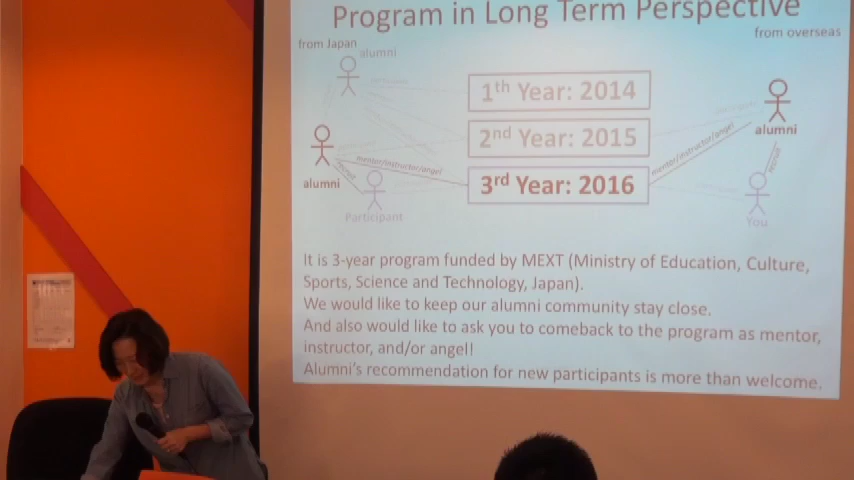 Program in Long Term Perspective
from Japan
from overseas
alumni
1th Year: 2014
alumni
2nd Year: 2015
mentor/instructor/angel
mentor/instructor/angel
alumni
3rd Year: 2016
Participant
You
It is 3-year program funded by MEXT (Ministry of Education, Culture,
Sports, Science and Technology, Japan).
We would like to keep our alumni community stay close.
And also would like to ask you to comeback to the program as mentor,
instructor, and/or angel!
Alumni's recommendation for new participants is more than welcome.